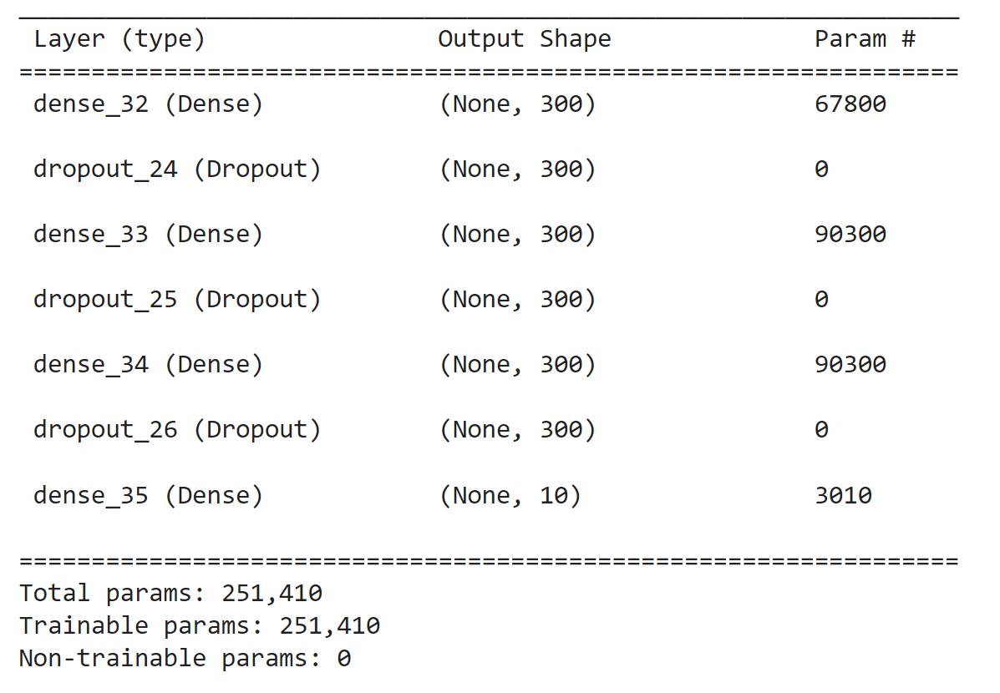 _________________________________________________________________
Layer (type)                Output Shape              Param #
=================================================================
dense_32 (Dense)            (None, 300)               67800
dropout_24 (Dropout)        (None, 300)               0
dense_33 (Dense)            (None, 300)               90300
dropout_25 (Dropout)        (None, 300)               0
dense_34 (Dense)            (None, 300)               90300
dropout_26 (Dropout)        (None, 300)               0
dense_35 (Dense)            (None, 10)                3010
=================================================================
Total params: 251,410
Trainable params: 251,410
Non-trainable params: 0